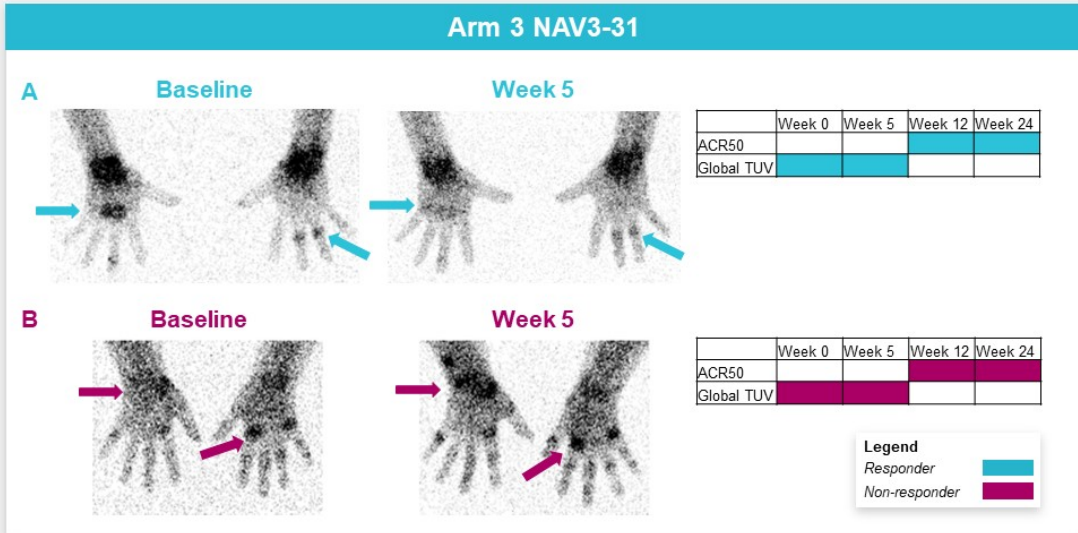 Arm 3 NAV3-31
A
Baseline
Week 5
Week 0 Week 5 Week 12 Week 24
ACR50
Global TUV
B
Baseline
Week 5
Week 0 Week 5 Week 12 Week 24
ACR50
Global TUV
Legend
Responder
Non-responder